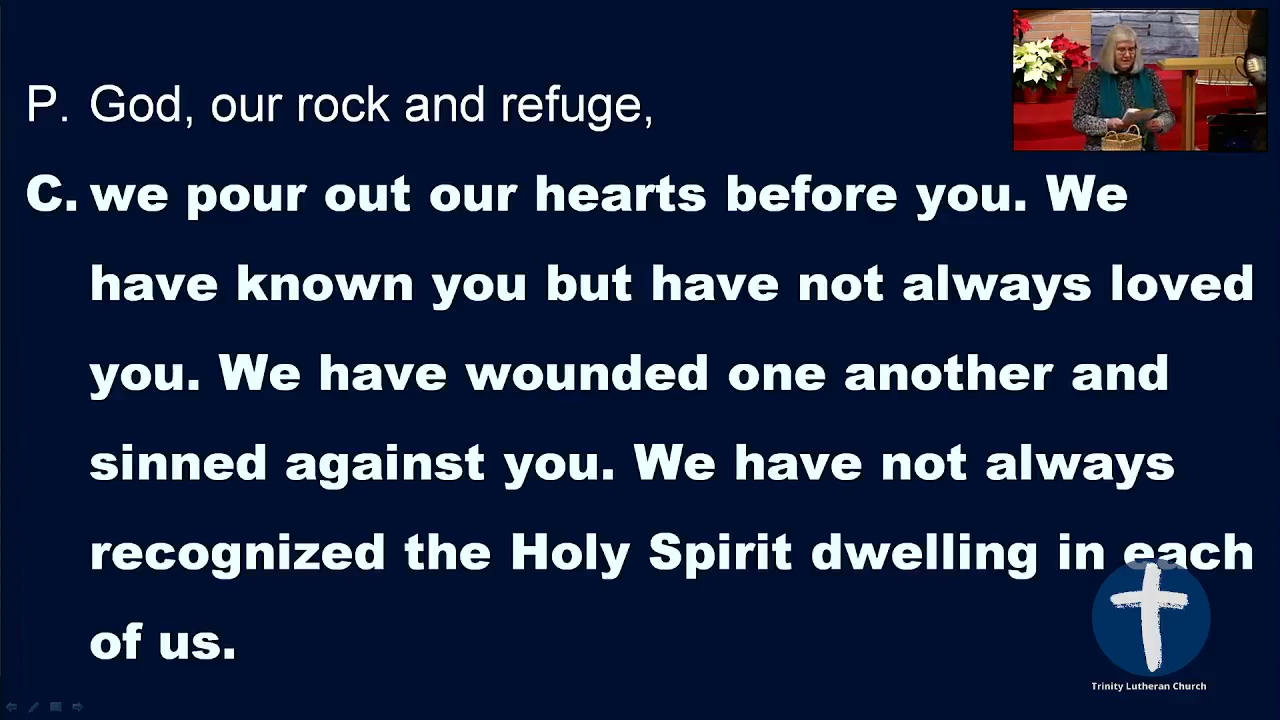 P. God, our rock and refuge,
C. we pour out our hearts before you. We
have known you but have not always loved
you. We have wounded one another and
sinned against you. We have not always
recognized the Holy Spirit dwelling in each
of us.
Trinity Lutheran Church